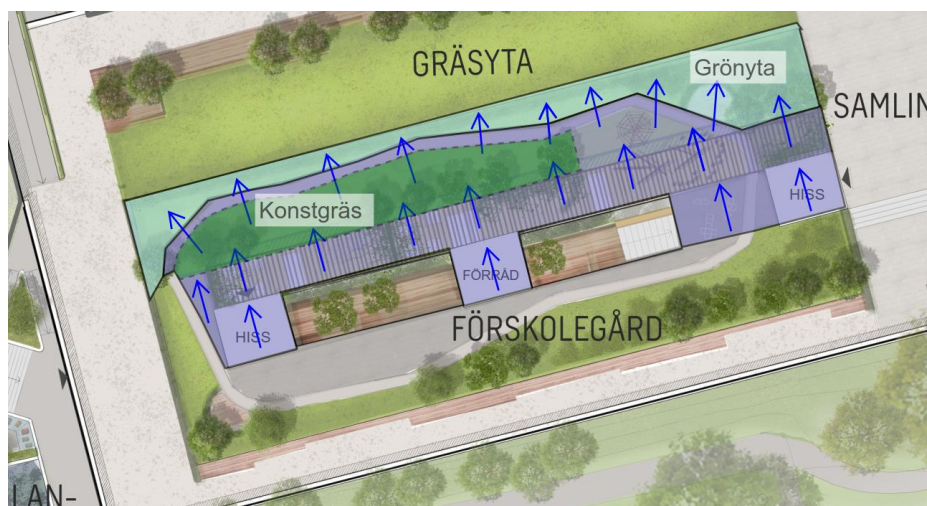 GRÄSYTA
Grönyta
SAMLIN
Konstgräs
HISS
FÖRRÅD
HISS
FÖRSKOLEGÅRD
LAN-